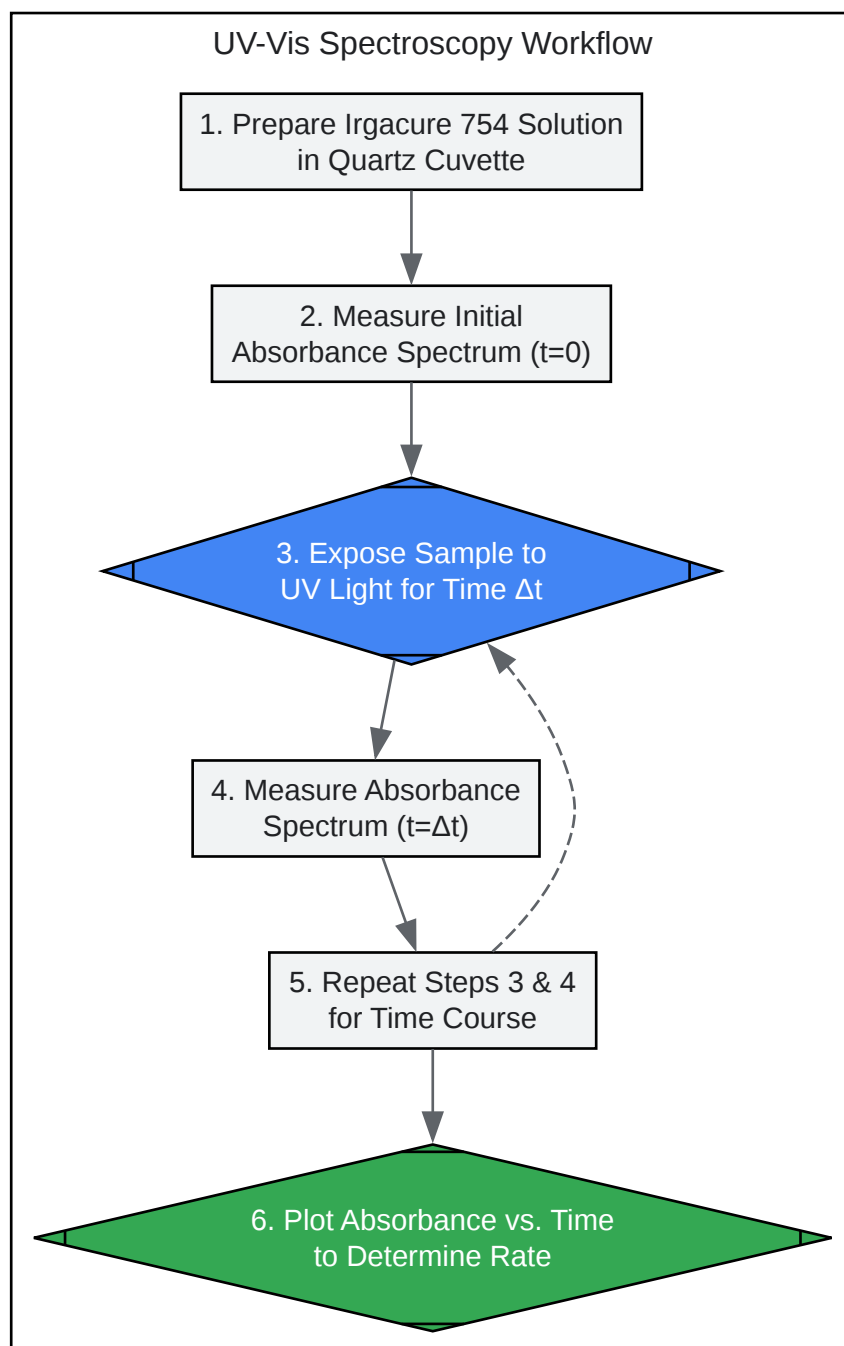 UV-Vis Spectroscopy Workflow
1. Prepare Irgacure 754 Solution
in Quartz Cuvette
2. Measure Initial
Absorbance Spectrum (t=0)
3. Expose Sample to
UV Light for Time Δt
4. Measure Absorbance
Spectrum (t=Δt)
5. Repeat Steps 3 & 4
for Time Course
6. Plot Absorbance vs. Time
to Determine Rate